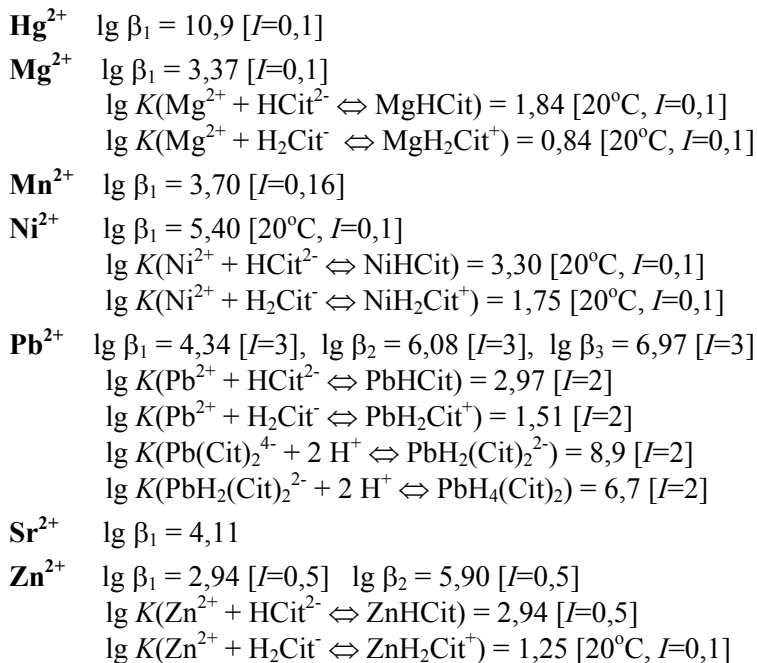 Hg²⁺ lg β₁ = 10,9 [I=0,1]
Mg²⁺ lg β₁ = 3,37 [I=0,1]
lg K(Mg²⁺ + HCit²⁻ ⇔ MgHCit) = 1,84 [20°C, I=0,1]
lg K(Mg²⁺ + H₂Cit⁻ ⇔ MgH₂Cit⁺) = 0,84 [20°C, I=0,1]
Mn²⁺ lg β₁ = 3,70 [I=0,16]
Ni²⁺ lg β₁ = 5,40 [20°C, I=0,1]
lg K(Ni²⁺ + HCit²⁻ ⇔ NiHCit) = 3,30 [20°C, I=0,1]
lg K(Ni²⁺ + H₂Cit⁻ ⇔ NiH₂Cit⁺) = 1,75 [20°C, I=0,1]
Pb²⁺ lg β₁ = 4,34 [I=3], lg β₂ = 6,08 [I=3], lg β₃ = 6,97 [I=3]
lg K(Pb²⁺ + HCit²⁻ ⇔ PbHCit) = 2,97 [I=2]
lg K(Pb²⁺ + H₂Cit⁻ ⇔ PbH₂Cit⁺) = 1,51 [I=2]
lg K(Pb(Cit)₂⁴⁻ + 2 H⁺ ⇔ PbH₂(Cit)₂²⁻) = 8,9 [I=2]
lg K(PbH₂(Cit)₂²⁻ + 2 H⁺ ⇔ PbH₄(Cit)₂) = 6,7 [I=2]
Sr²⁺ lg β₁ = 4,11
Zn²⁺ lg β₁ = 2,94 [I=0,5] lg β₂ = 5,90 [I=0,5]
lg K(Zn²⁺ + HCit²⁻ ⇔ ZnHCit) = 2,94 [I=0,5]
lg K(Zn²⁺ + H₂Cit⁻ ⇔ ZnH₂Cit⁺) = 1,25 [20°C, I=0,1]